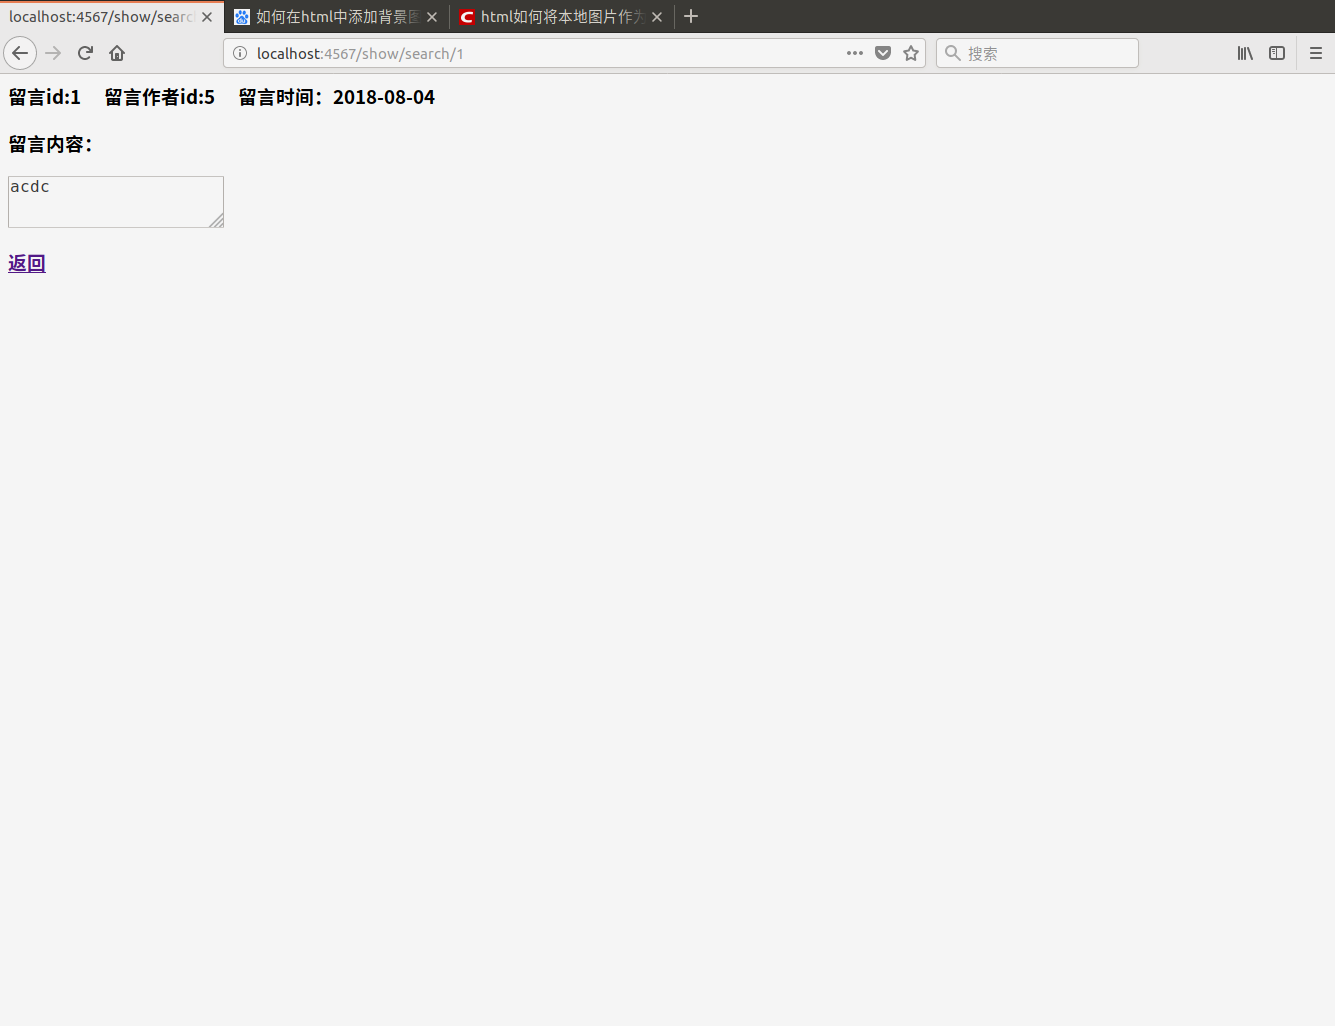 localhost:4567/show/searc
如何在html中添加背景图
html如何将本地图片作为
localhost:4567/show/search/1
搜索
留言id:1 留言作者id:5 留言时间：2018-08-04
留言内容：
acdc
返回